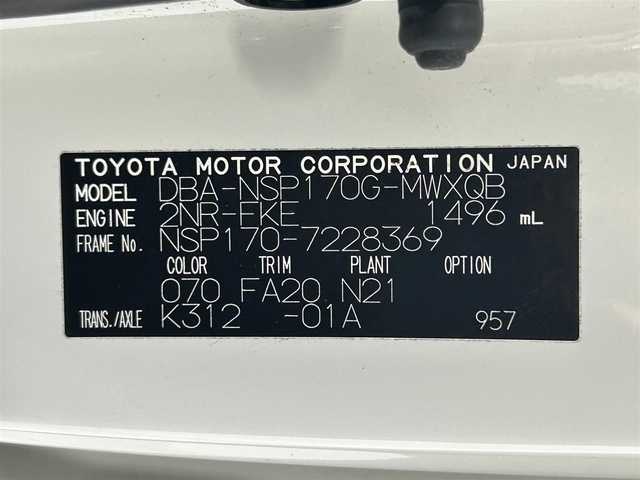 TOYOTA MOTOR CORPORATION JAPAN
MODEL DBA-NSP170G-MWXQB
ENGINE 2NR-FKE 1496 mL
FRAME No. NSP170-7228369
COLOR TRIM PLANT OPTION
070 FA20 N21
TRANS./AXLE K312 -01A 957